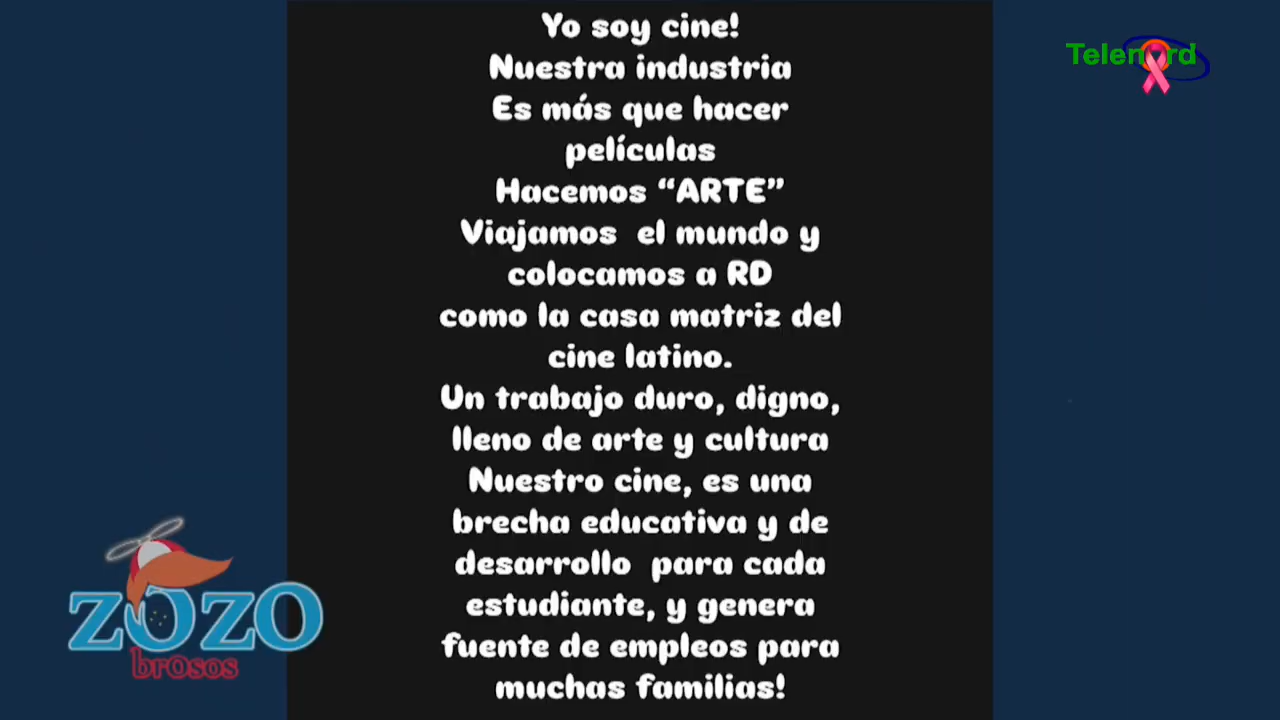 Yo soy cine!
Nuestra industria
Es más que hacer
películas
Hacemos “ARTE”
Viajamos el mundo y
colocamos a RD
como la casa matriz del
cine latino.
Un trabajo duro, digno,
lleno de arte y cultura
Nuestro cine, es una
brecha educativa y de
desarrollo para cada
estudiante, y genera
fuente de empleos para
muchas familias!
Telenord
ZOZO
brOsos